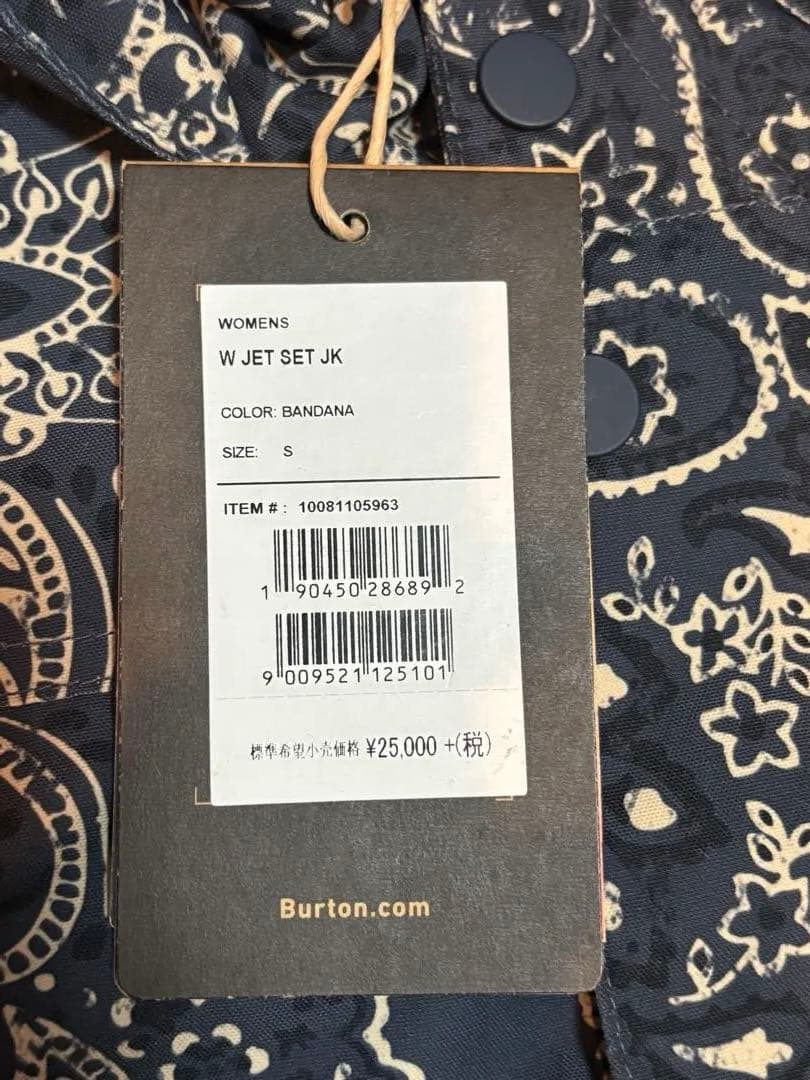 WOMENS
W JET SET JK
COLOR: BANDANA
SIZE: S
ITEM # : 10081105963
1 90450 28689 2
9 009521 125101
標準希望小売価格 ¥25,000 +(税)
Burton.com